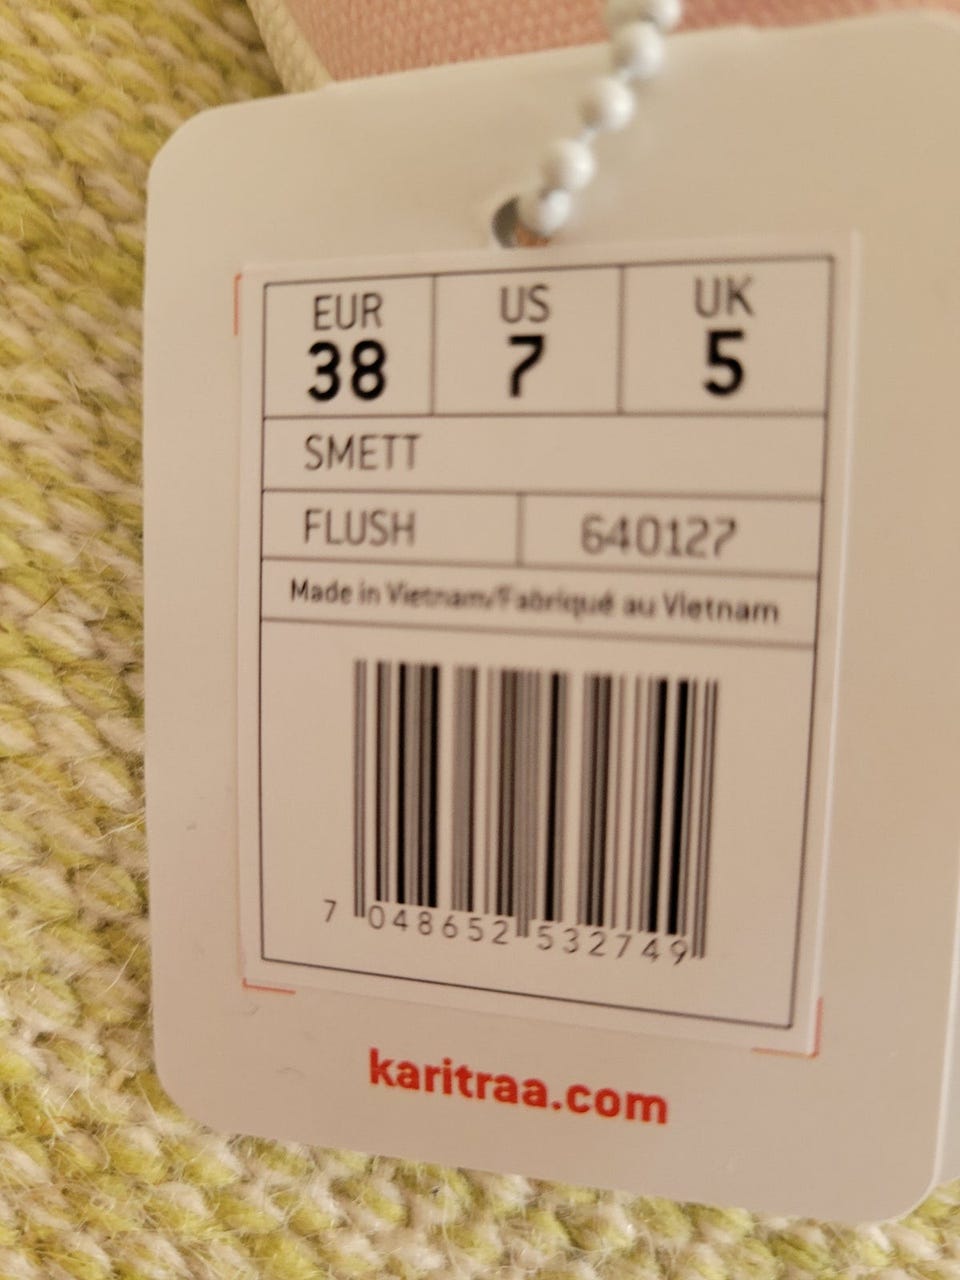 EUR US UK
38 7 5
SMETT
FLUSH 640127
Made in Vietnam/Fabriqué au Vietnam
7 048652 532749
karitraa.com